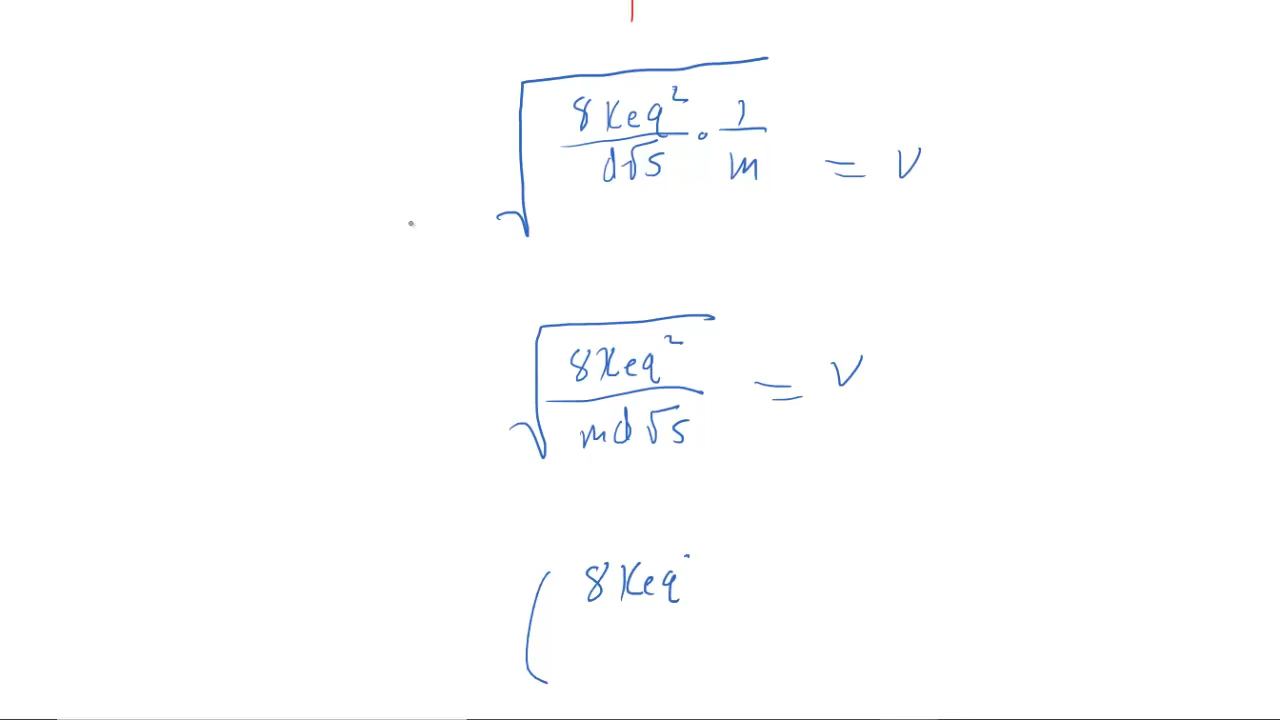 √(8Keq²/d√5 · 1/m) = v
√(8Keq²/md√5) = v
(8Keq